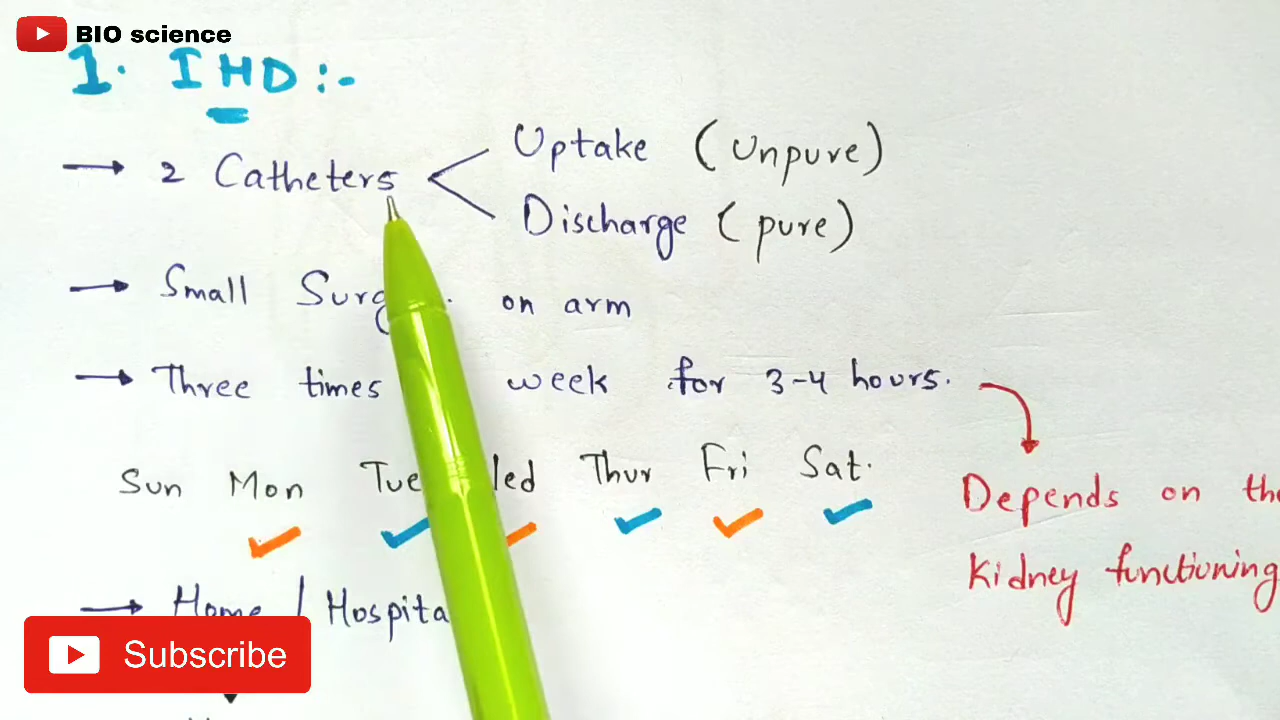 BIO science
1. IHD :-
→ 2 Catheters < Uptake (Unpure)
Discharge (pure)
→ Small on arm
→ Three times week for 3-4 hours.
Sun Mon Tue Thur Fri Sat.
Depends on
Kidney functioning
→ Home / Hospita
Subscribe